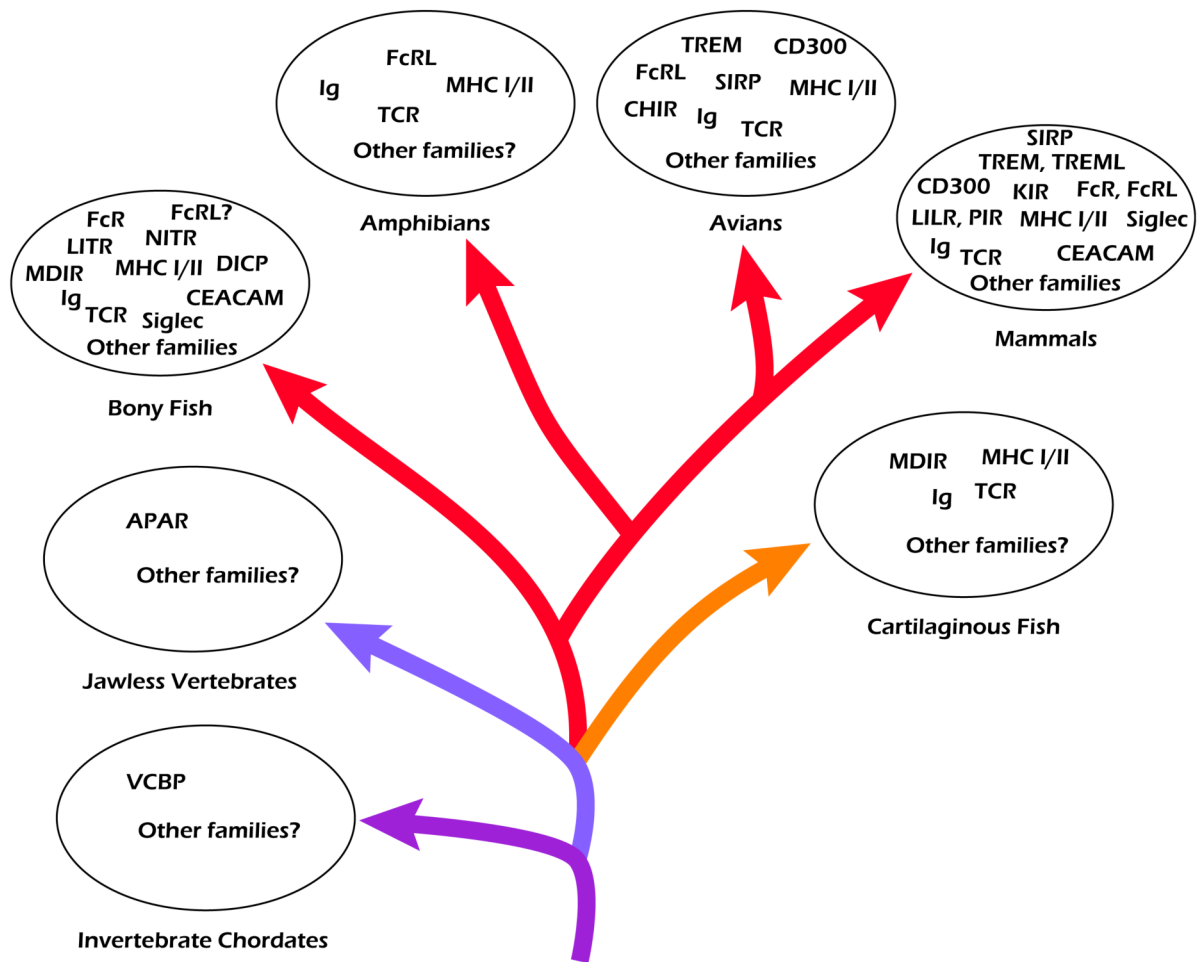 FcRL
Ig
MHC I/II
TCR
Other families?
Amphibians
TREM CD300
FcRL SIRP MHC I/II
CHIR Ig TCR
Other families
Avians
SIRP
TREM, TREML
CD300 KIR FcR, FcRL
LILR, PIR MHC I/II Siglec
Ig TCR CEACAM
Other families
Mammals
FcR FcRL?
LITR NITR
MDIR MHC I/II DICP
Ig CEACAM
TCR Siglec
Other families
Bony Fish
MDIR MHC I/II
Ig TCR
Other families?
Cartilaginous Fish
APAR
Other families?
Jawless Vertebrates
VCBP
Other families?
Invertebrate Chordates